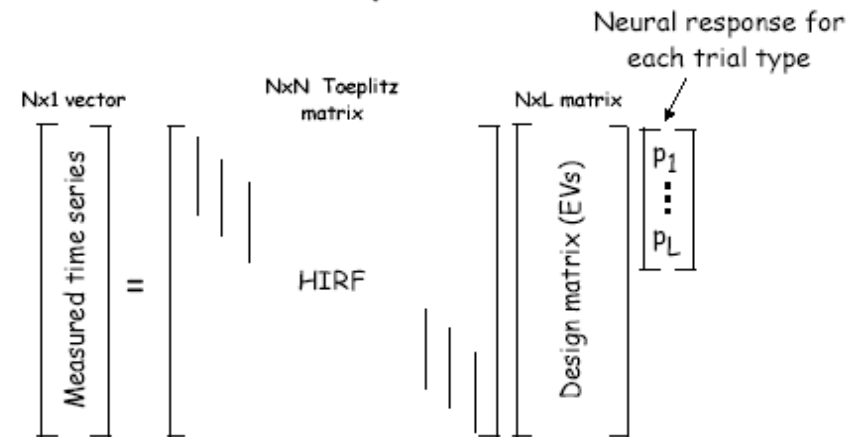 Neural response for
each trial type
Nx1 vector
NxN Toeplitz
matrix
NxL matrix
Measured time series
=
HIRF
Design matrix (EVs)
p1
⋮
pL